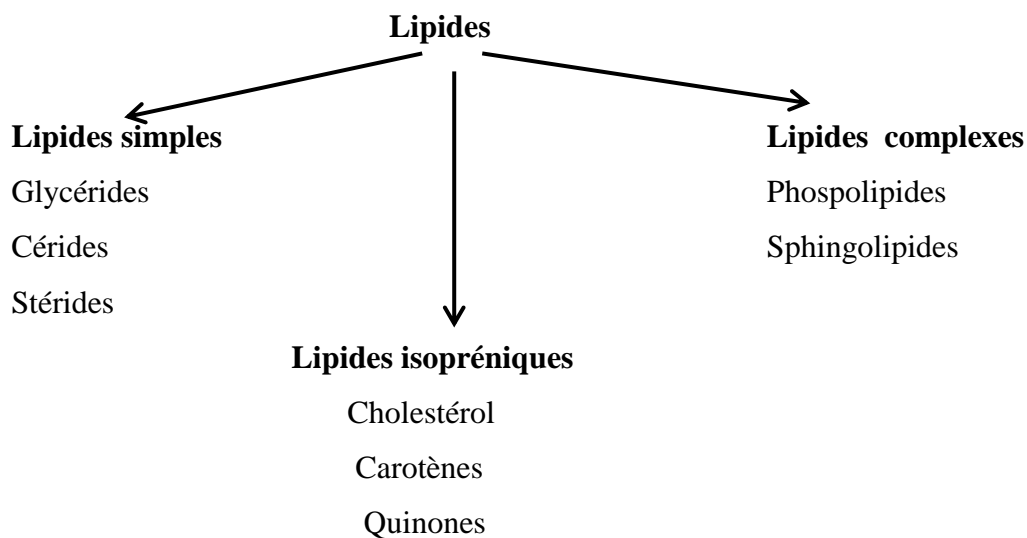 Lipides
Lipides simples
Glycérides
Cérides
Stérides
Lipides complexes
Phospolipides
Sphingolipides
Lipides isopréniques
Cholestérol
Carotènes
Quinones